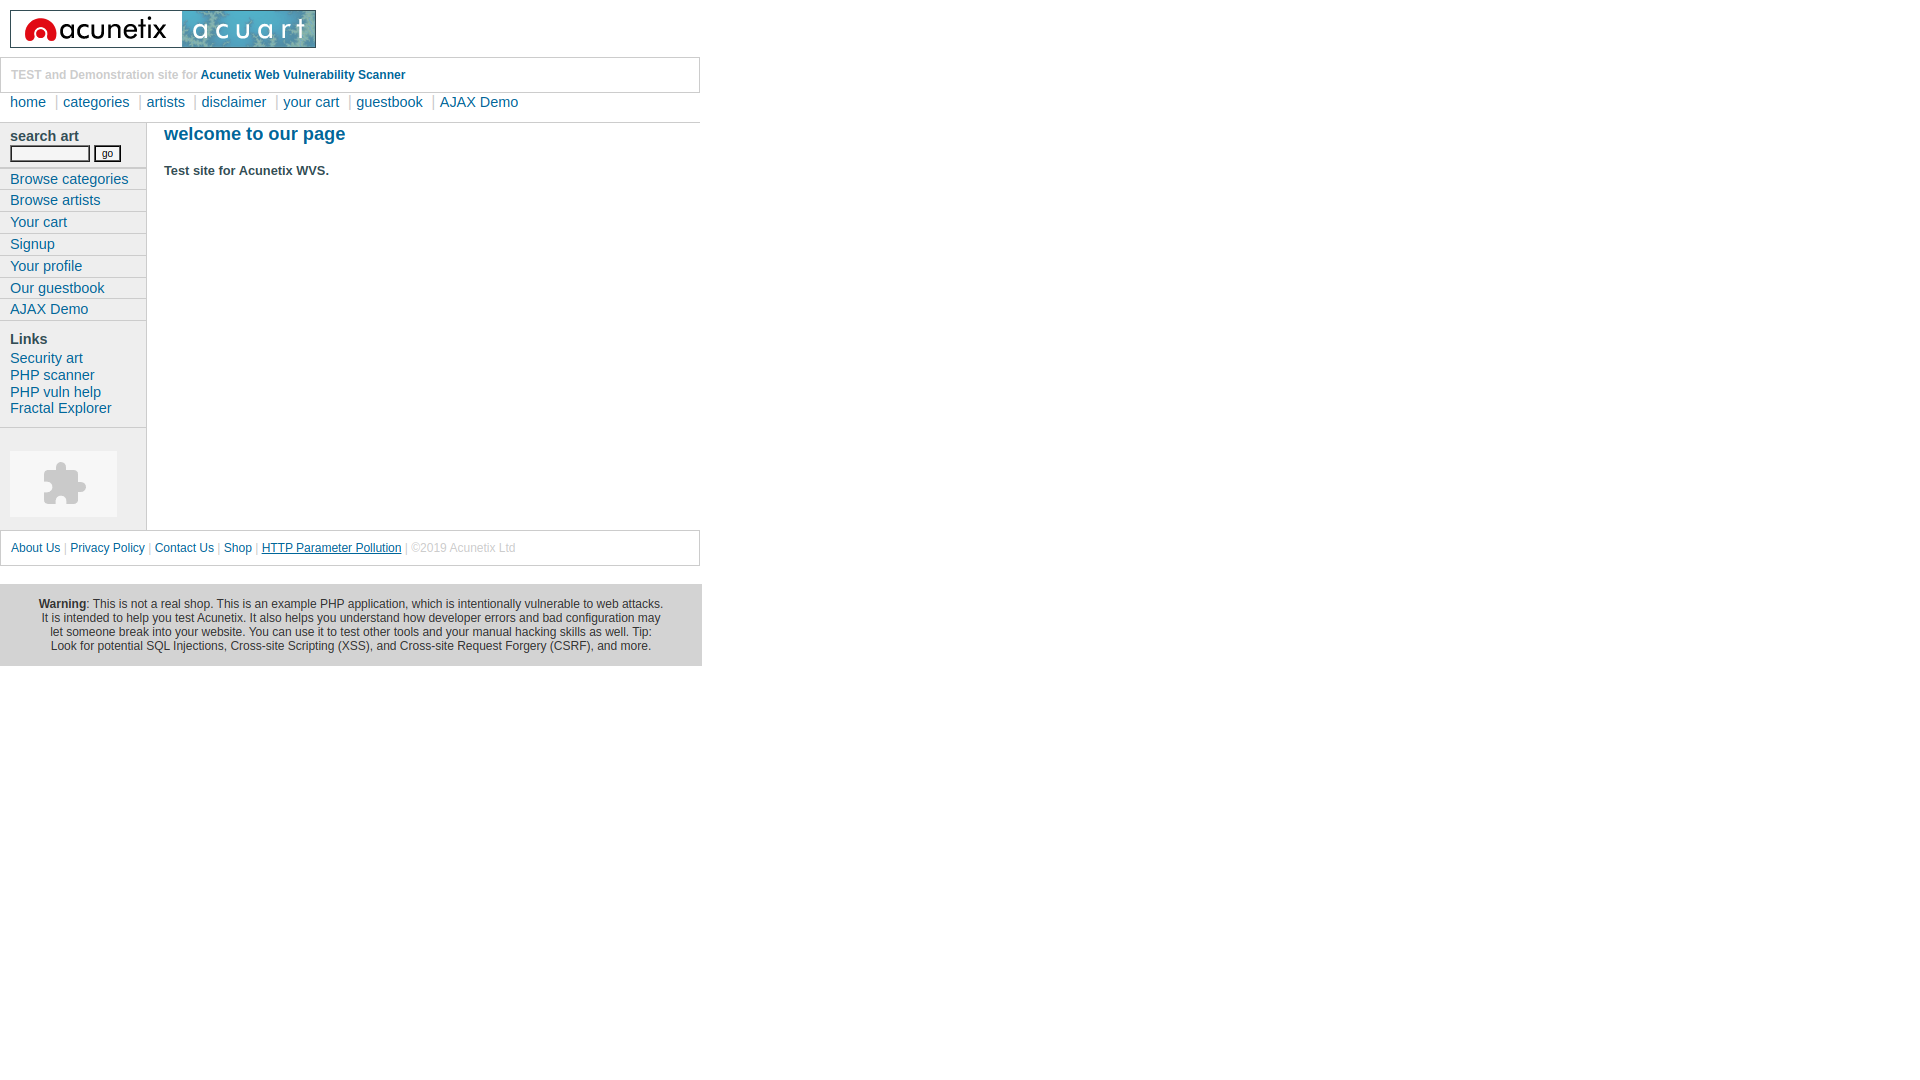 acunetix acuart
TEST and Demonstration site for Acunetix Web Vulnerability Scanner
home | categories | artists | disclaimer | your cart | guestbook | AJAX Demo
search art
go
Browse categories
Browse artists
Your cart
Signup
Your profile
Our guestbook
AJAX Demo
Links
Security art
PHP scanner
PHP vuln help
Fractal Explorer
welcome to our page
Test site for Acunetix WVS.
About Us | Privacy Policy | Contact Us | Shop | HTTP Parameter Pollution | ©2019 Acunetix Ltd
Warning: This is not a real shop. This is an example PHP application, which is intentionally vulnerable to web attacks.
It is intended to help you test Acunetix. It also helps you understand how developer errors and bad configuration may
let someone break into your website. You can use it to test other tools and your manual hacking skills as well. Tip:
Look for potential SQL Injections, Cross-site Scripting (XSS), and Cross-site Request Forgery (CSRF), and more.